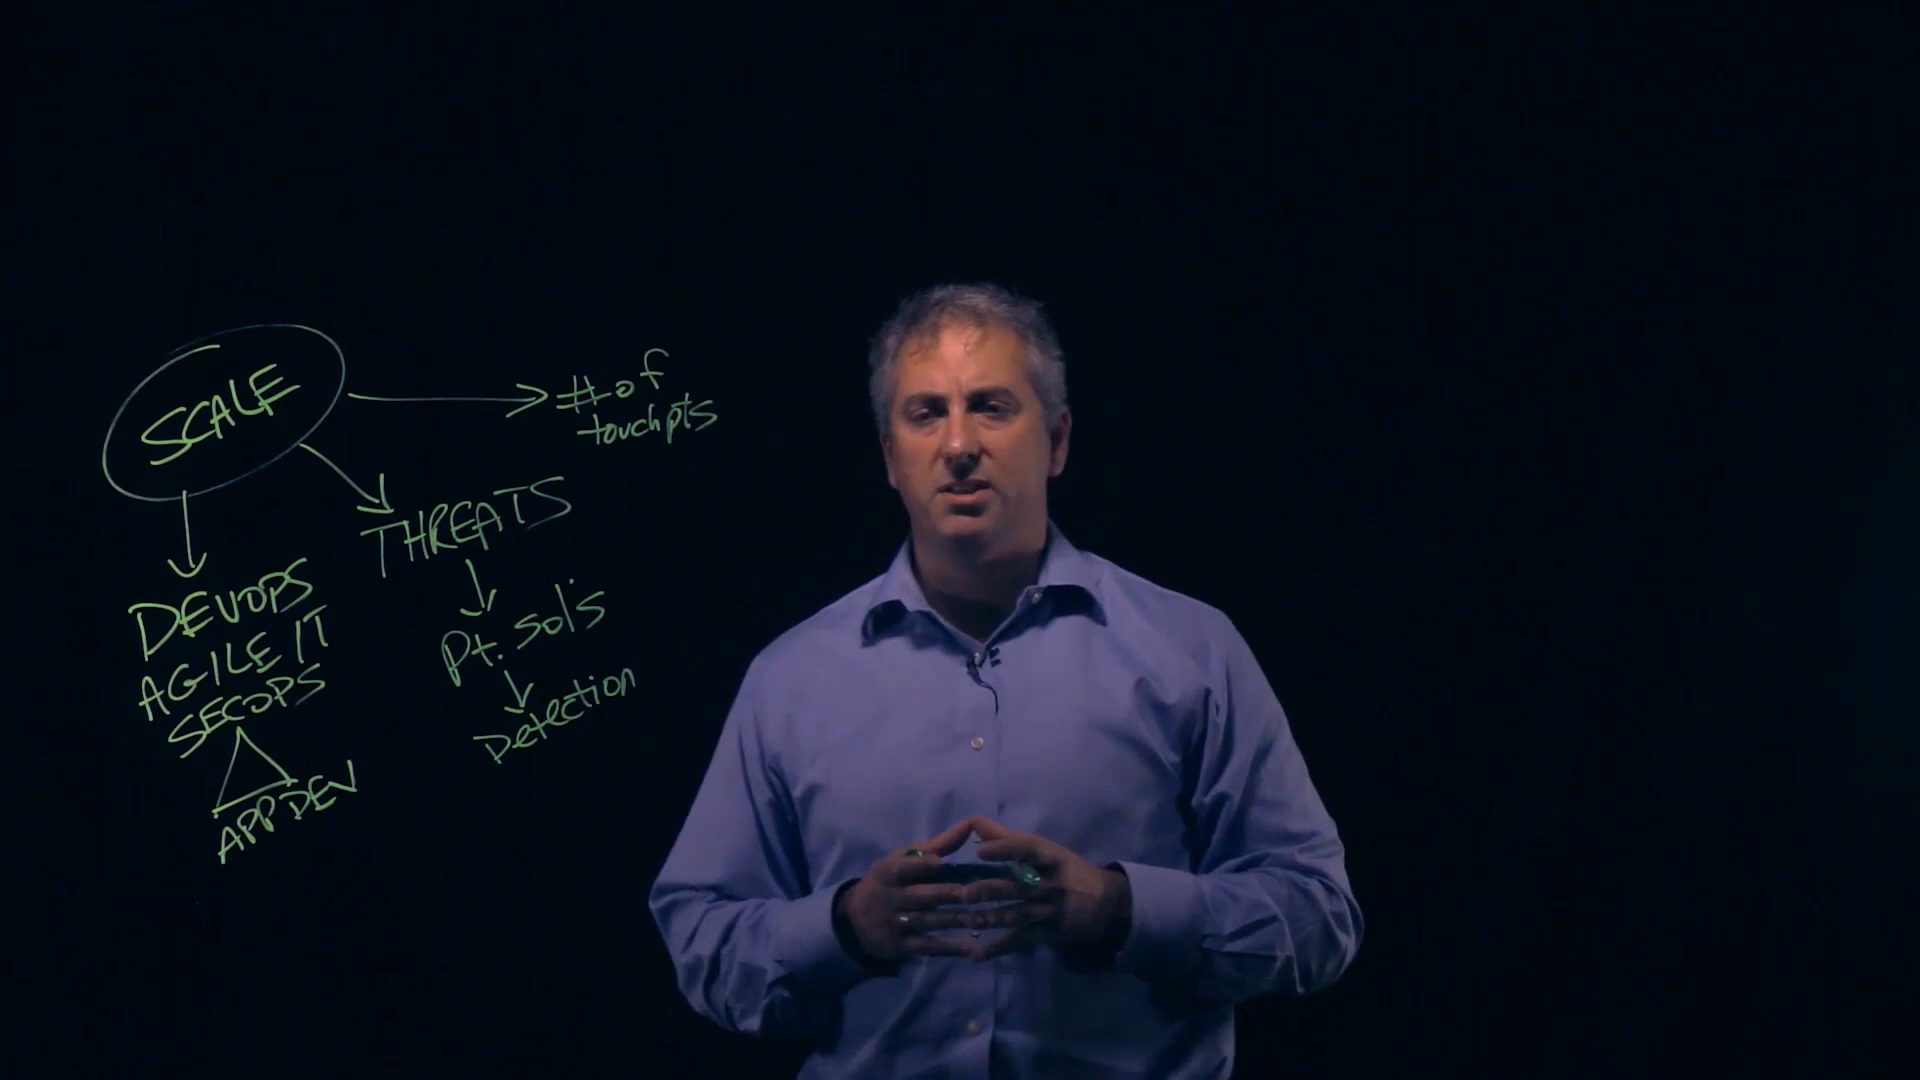 SCALE
# of
touch pts
THREATS
Pt. sol's
Detection
DEVOPS
AGILE IT
SECOPS
APP DEV